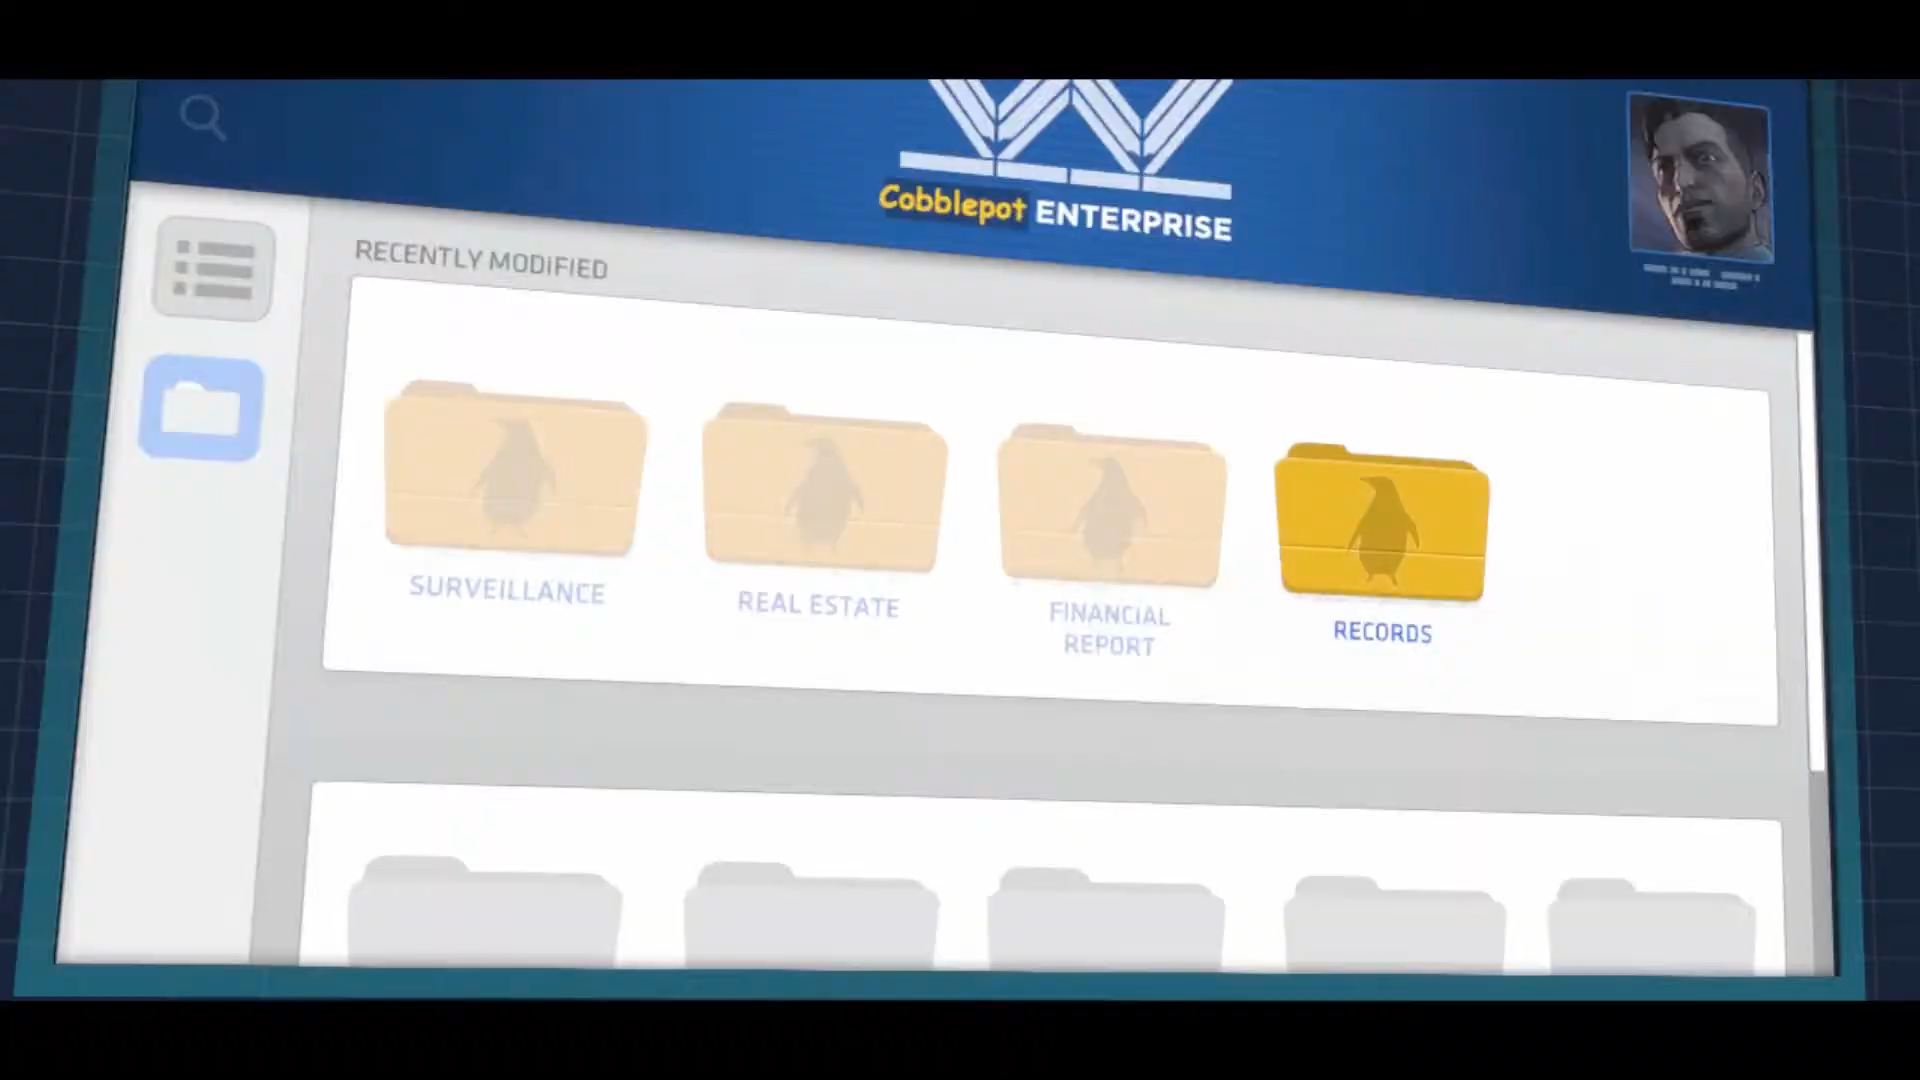 Cobblepot ENTERPRISE
RECENTLY MODIFIED
SURVEILLANCE
REAL ESTATE
FINANCIAL
REPORT
RECORDS